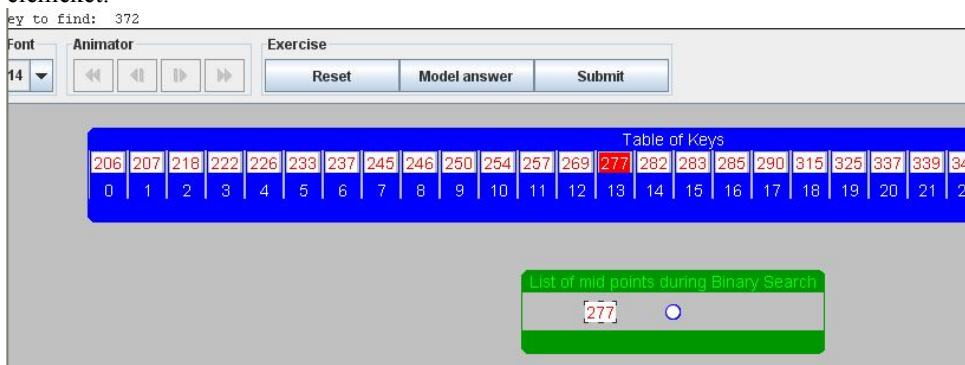 ey to find: 372
Font Animator Exercise
14 Reset Model answer Submit
Table of Keys
206 207 218 222 226 233 237 245 246 250 254 257 269 277 282 283 285 290 315 325 337 339 34
0 1 2 3 4 5 6 7 8 9 10 11 12 13 14 15 16 17 18 19 20 21 2
List of mid points during Binary Search
277